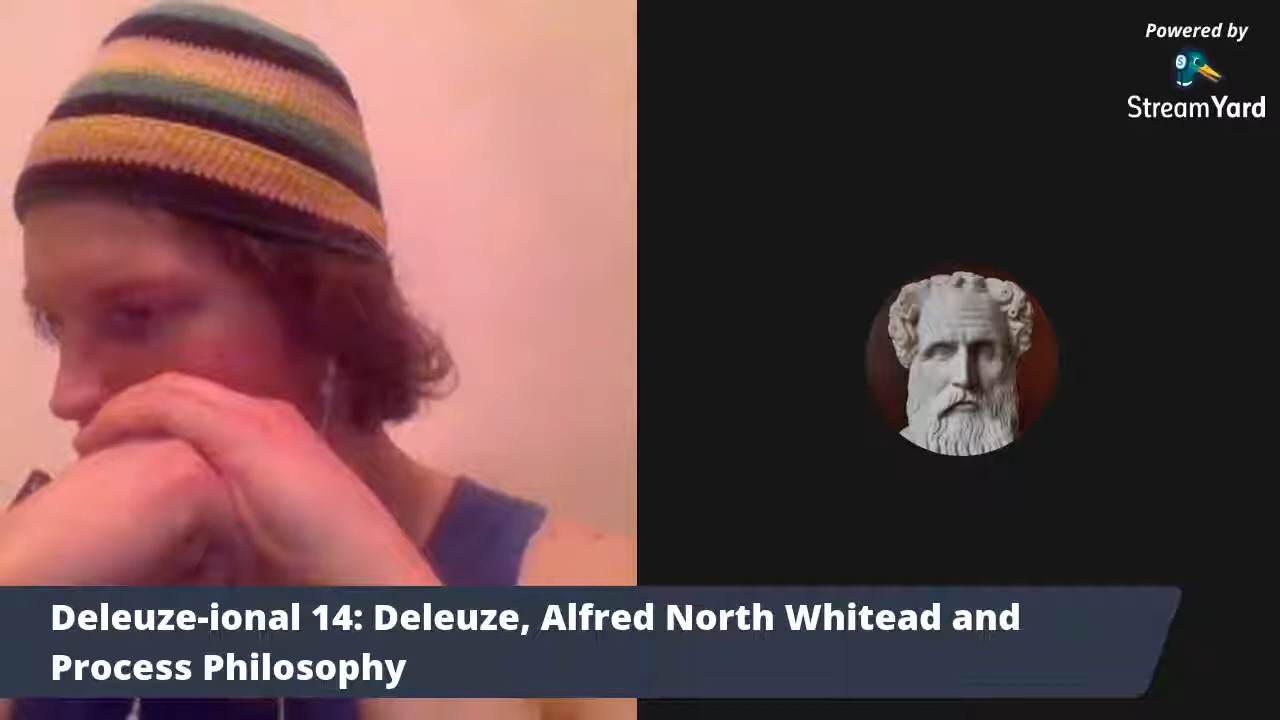 Powered by
StreamYard
Deleuze-ional 14: Deleuze, Alfred North Whitead and
Process Philosophy